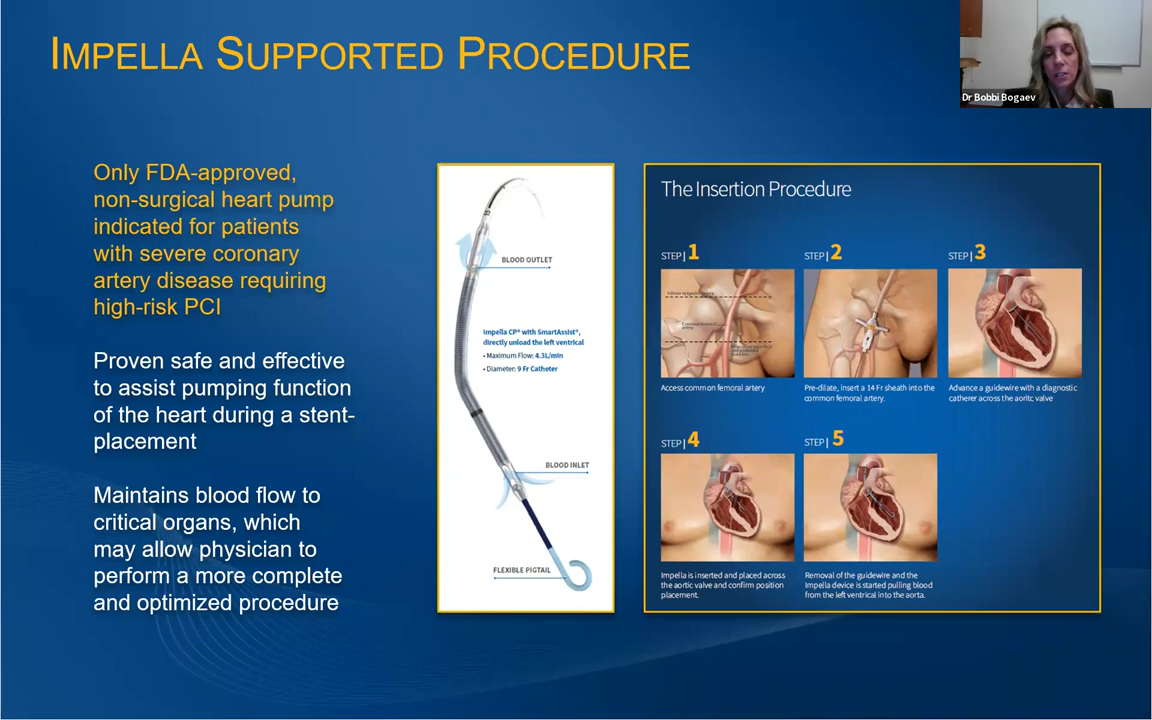 IMPELLA SUPPORTED PROCEDURE
Dr Bobbi Bogaev
Only FDA-approved,
non-surgical heart pump
indicated for patients
with severe coronary
artery disease requiring
high-risk PCI
Proven safe and effective
to assist pumping function
of the heart during a stent-
placement
Maintains blood flow to
critical organs, which
may allow physician to
perform a more complete
and optimized procedure
BLOOD OUTLET
Impella CP® with SmartAssist®,
directly unload the left ventrical
• Maximum Flow: 4.3L/min
• Diameter: 9 Fr Catheter
BLOOD INLET
FLEXIBLE PIGTAIL
The Insertion Procedure
STEP | 1
Access common femoral artery
STEP | 2
Pre-dilate, insert a 14 Fr sheath into the
common femoral artery.
STEP | 3
Advance a guidewire with a diagnostic
catherer across the aoritc valve
STEP | 4
Impella is inserted and placed across
the aortic valve and confirm position
placement.
STEP | 5
Removal of the guidewire and the
Impella device is started pulling blood
from the left ventrical into the aorta.